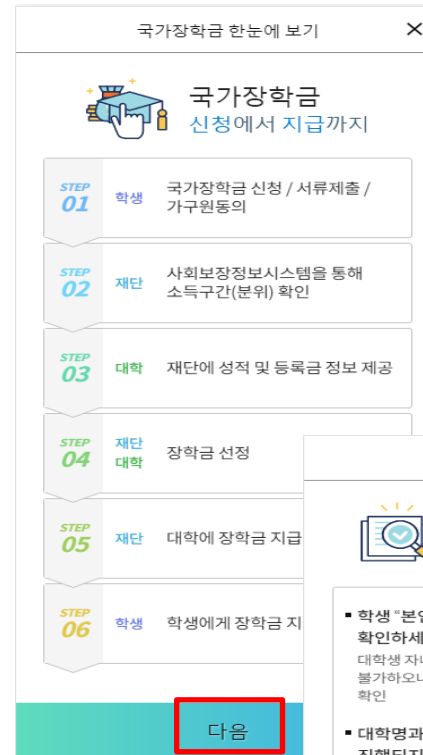 국가장학금 한눈에 보기
국가장학금
신청에서 지급까지
STEP
01
학생
국가장학금 신청 / 서류제출 /
가구원동의
STEP
02
재단
사회보장정보시스템을 통해
소득구간(분위) 확인
STEP
03
대학
재단에 성적 및 등록금 정보 제공
STEP
04
재단
대학
장학금 선정
STEP
05
재단
대학에 장학금 지급
STEP
06
학생
학생에게 장학금 지
다음
학생 "본인
확인하세
대학생 자녀
불가하오니
확인
대학명과